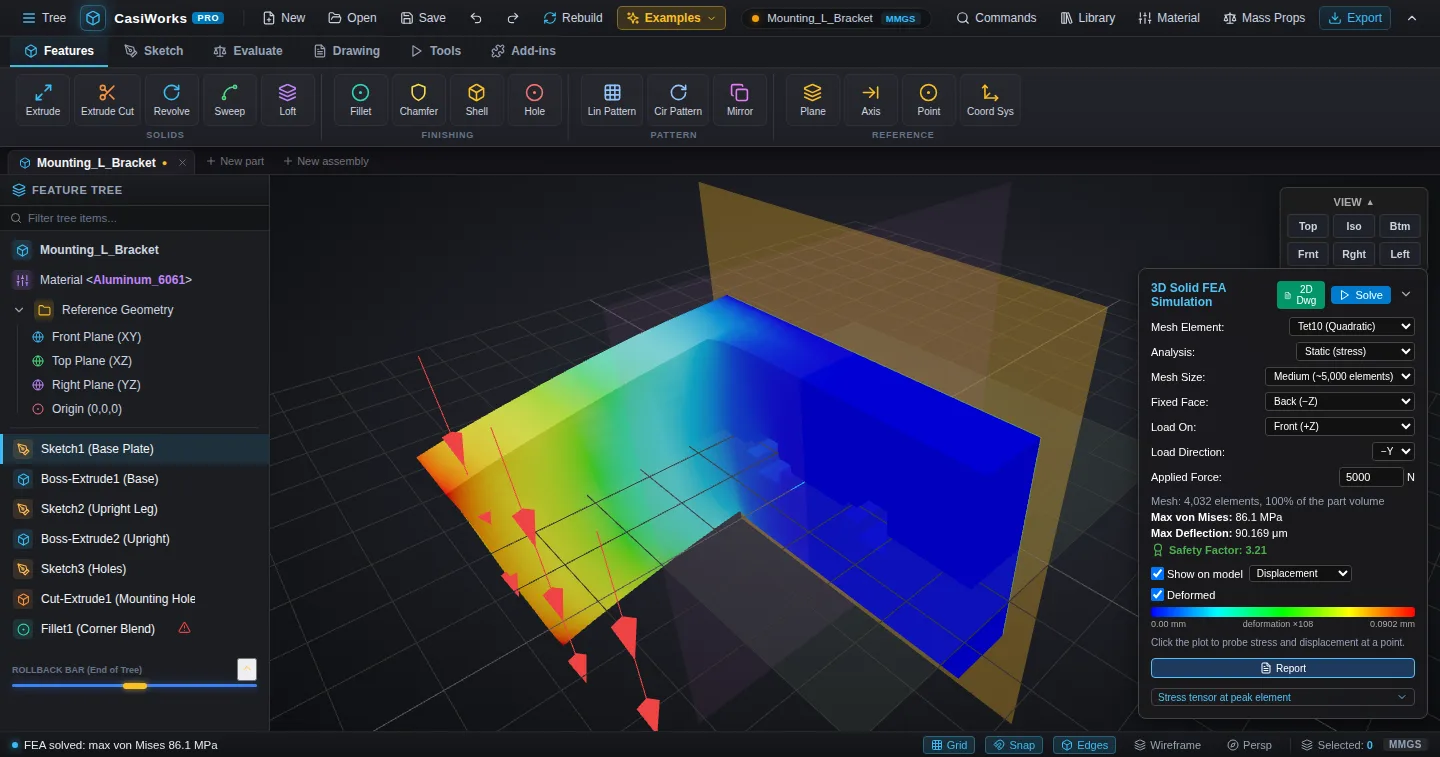 Tree
CasiWorks PRO
New
Open
Save
Rebuild
Examples
Mounting_L_Bracket MMGS
Commands
Library
Material
Mass Props
Export
Features
Sketch
Evaluate
Drawing
Tools
Add-ins
Extrude
Extrude Cut
Revolve
Sweep
Loft
Fillet
Chamfer
Shell
Hole
Lin Pattern
Cir Pattern
Mirror
Plane
Axis
Point
Coord Sys
SOLIDS
FINISHING
PATTERN
REFERENCE
Mounting_L_Bracket
New part
New assembly
FEATURE TREE
Filter tree items...
Mounting_L_Bracket
Material <Aluminum_6061>
Reference Geometry
Front Plane (XY)
Top Plane (XZ)
Right Plane (YZ)
Origin (0,0,0)
Sketch1 (Base Plate)
Boss-Extrude1 (Base)
Sketch2 (Upright Leg)
Boss-Extrude2 (Upright)
Sketch3 (Holes)
Cut-Extrude1 (Mounting Hole
Fillet1 (Corner Blend)
ROLLBACK BAR (End of Tree)
VIEW ▲
Top
Iso
Btm
Frnt
Rght
Left
3D Solid FEA
Simulation
2D
Dwg
Solve
Mesh Element: Tet10 (Quadratic)
Analysis: Static (stress)
Mesh Size: Medium (~5,000 elements)
Fixed Face: Back (−Z)
Load On: Front (+Z)
Load Direction: −Y
Applied Force: 5000 N
Mesh: 4,032 elements, 100% of the part volume
Max von Mises: 86.1 MPa
Max Deflection: 90.169 µm
Safety Factor: 3.21
Show on model Displacement
Deformed
0.00 mm deformation ×108 0.0902 mm
Click the plot to probe stress and displacement at a point.
Report
Stress tensor at peak element
FEA solved: max von Mises 86.1 MPa
Grid
Snap
Edges
Wireframe
Persp
Selected: 0
MMGS